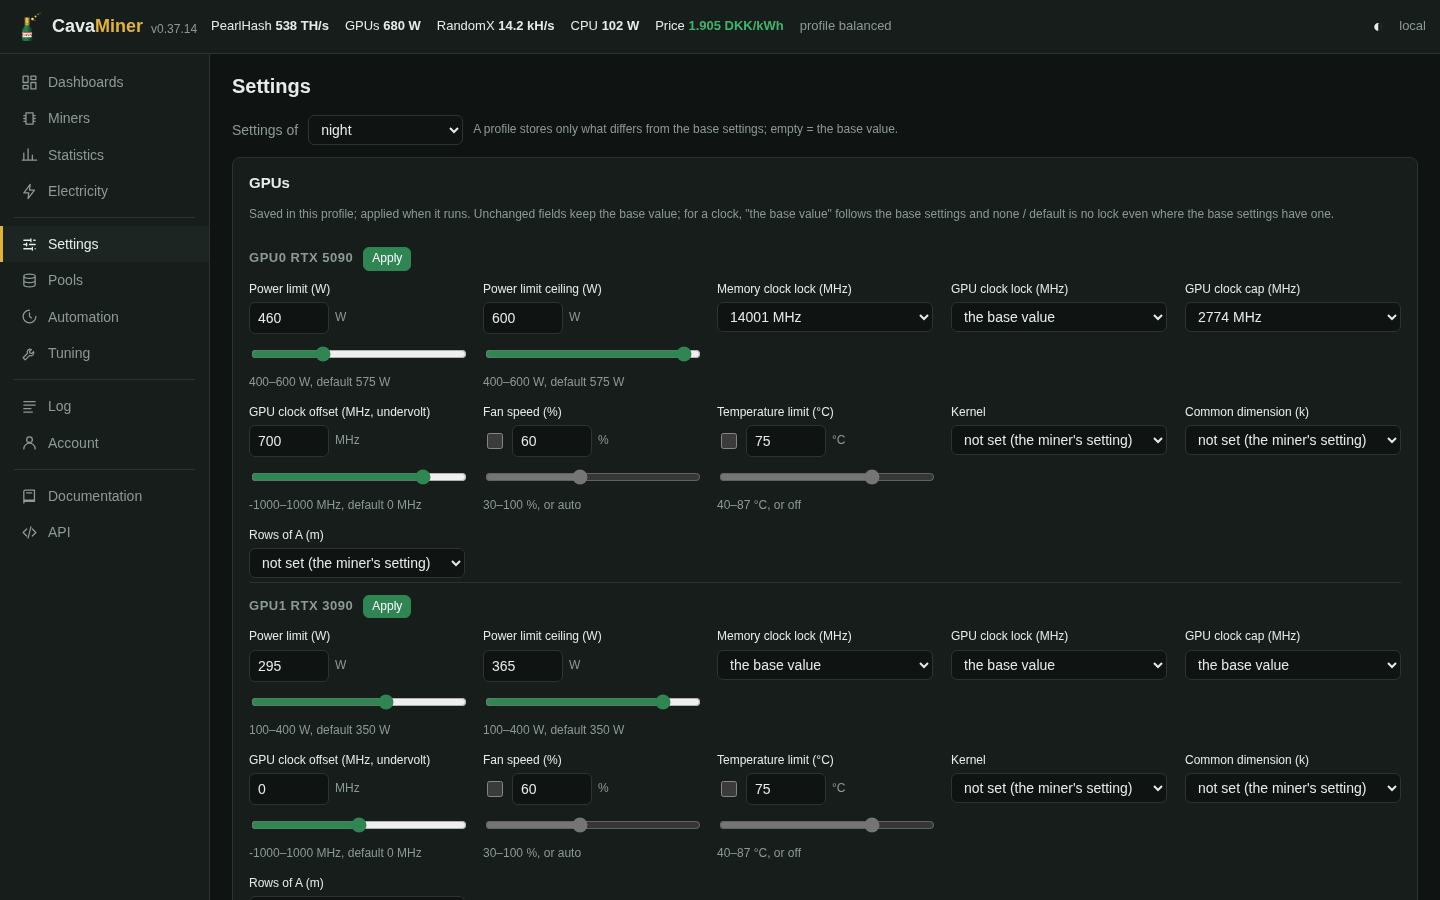 CavaMiner v0.37.14 PearlHash 538 TH/s GPUs 680 W RandomX 14.2 kH/s CPU 102 W Price 1.905 DKK/kWh profile balanced local
Dashboards
Miners
Statistics
Electricity
Settings
Pools
Automation
Tuning
Log
Account
Documentation
API
Settings
Settings of night A profile stores only what differs from the base settings; empty = the base value.
GPUs
Saved in this profile; applied when it runs. Unchanged fields keep the base value; for a clock, "the base value" follows the base settings and none / default is no lock even where the base settings have one.
GPU0 RTX 5090 Apply
Power limit (W) Power limit ceiling (W) Memory clock lock (MHz) GPU clock lock (MHz) GPU clock cap (MHz)
460 W 600 W 14001 MHz the base value 2774 MHz
400–600 W, default 575 W 400–600 W, default 575 W
GPU clock offset (MHz, undervolt) Fan speed (%) Temperature limit (°C) Kernel Common dimension (k)
700 MHz 60 % 75 °C not set (the miner's setting) not set (the miner's setting)
-1000–1000 MHz, default 0 MHz 30–100 %, or auto 40–87 °C, or off
Rows of A (m)
not set (the miner's setting)
GPU1 RTX 3090 Apply
Power limit (W) Power limit ceiling (W) Memory clock lock (MHz) GPU clock lock (MHz) GPU clock cap (MHz)
295 W 365 W the base value the base value the base value
100–400 W, default 350 W 100–400 W, default 350 W
GPU clock offset (MHz, undervolt) Fan speed (%) Temperature limit (°C) Kernel Common dimension (k)
0 MHz 60 % 75 °C not set (the miner's setting) not set (the miner's setting)
-1000–1000 MHz, default 0 MHz 30–100 %, or auto 40–87 °C, or off
Rows of A (m)